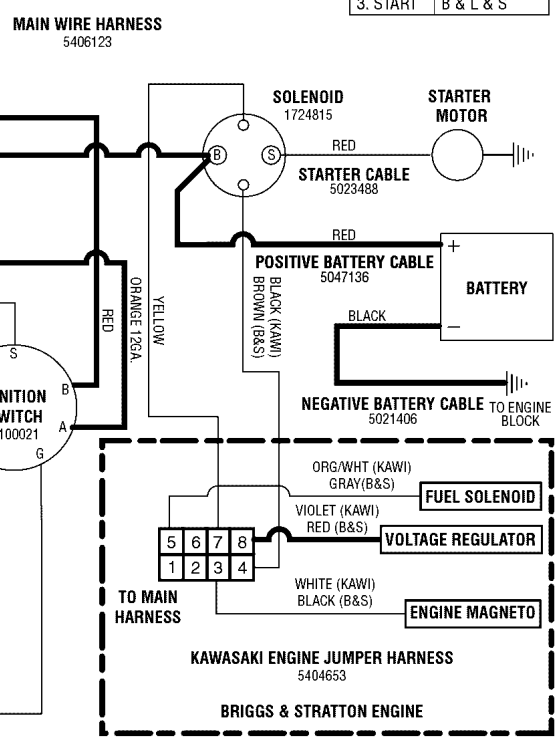 3. START B & L & S
MAIN WIRE HARNESS
5406123
SOLENOID
1724815
STARTER
MOTOR
B
S
RED
STARTER CABLE
5023488
RED
+
POSITIVE BATTERY CABLE
5047136
BATTERY
RED
ORANGE 12GA.
YELLOW
BROWN (B&S)
BLACK (KAWI)
BLACK
−
S
B
NITION
WITCH
100021
A
G
NEGATIVE BATTERY CABLE
5021406
TO ENGINE
BLOCK
ORG/WHT (KAWI)
GRAY(B&S)
FUEL SOLENOID
VIOLET (KAWI)
RED (B&S)
VOLTAGE REGULATOR
5 6 7 8
1 2 3 4
TO MAIN
HARNESS
WHITE (KAWI)
BLACK (B&S)
ENGINE MAGNETO
KAWASAKI ENGINE JUMPER HARNESS
5404653
BRIGGS & STRATTON ENGINE